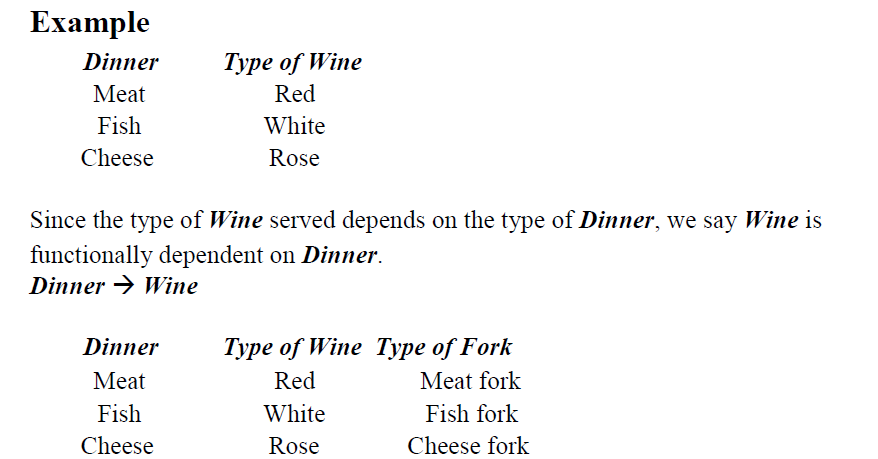 Example
Dinner Type of Wine
Meat Red
Fish White
Cheese Rose
Since the type of Wine served depends on the type of Dinner, we say Wine is
functionally dependent on Dinner.
Dinner → Wine
Dinner Type of Wine Type of Fork
Meat Red Meat fork
Fish White Fish fork
Cheese Rose Cheese fork